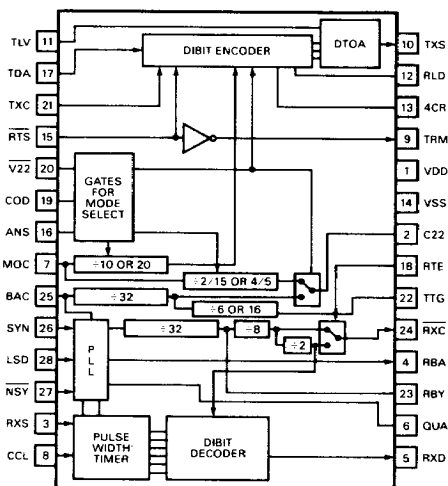 TLV 11
TDA 17
TXC 21
RTS 15
V22 20
COD 19
ANS 16
MOC 7
BAC 25
SYN 26
LSD 28
NSY 27
RXS 3
CCL 8
DIBIT ENCODER
DTOA
GATES
FOR
MODE
SELECT
÷10 OR 20
÷2/15 OR 4/5
÷32
÷6 OR 16
÷32
÷8
÷2
PLL
PULSE
WIDTH
TIMER
DIBIT
DECODER
10 TXS
12 RLD
13 4CR
9 TRM
1 VDD
14 VSS
2 C22
18 RTE
22 TTG
24 RXC
4 RBA
23 RBY
6 QUA
5 RXD